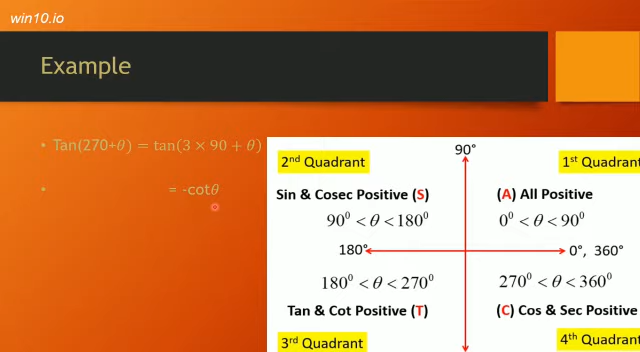 win10.io
Example
• Tan(270+θ) = tan(3 × 90 + θ)
• = -cotθ
90°
2nd Quadrant
1st Quadrant
Sin & Cosec Positive (S)
(A) All Positive
90⁰ < θ < 180⁰
0⁰ < θ < 90⁰
180°
0°, 360°
180⁰ < θ < 270⁰
270⁰ < θ < 360⁰
Tan & Cot Positive (T)
(C) Cos & Sec Positive
3rd Quadrant
4th Quadrant